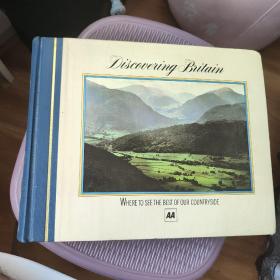 Discovering Britain
WHERE TO SEE THE BEST OF OUR COUNTRYSIDE
AA